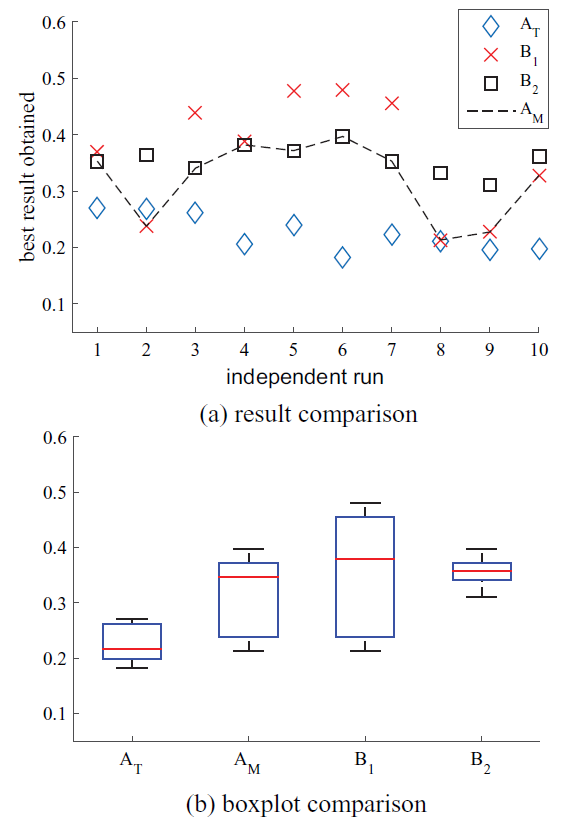 0.6
0.5
0.4
0.3
0.2
0.1
best result obtained
A_T
B_1
B_2
A_M
1 2 3 4 5 6 7 8 9 10
independent run
(a) result comparison
0.6
0.5
0.4
0.3
0.2
0.1
A_T A_M B_1 B_2
(b) boxplot comparison